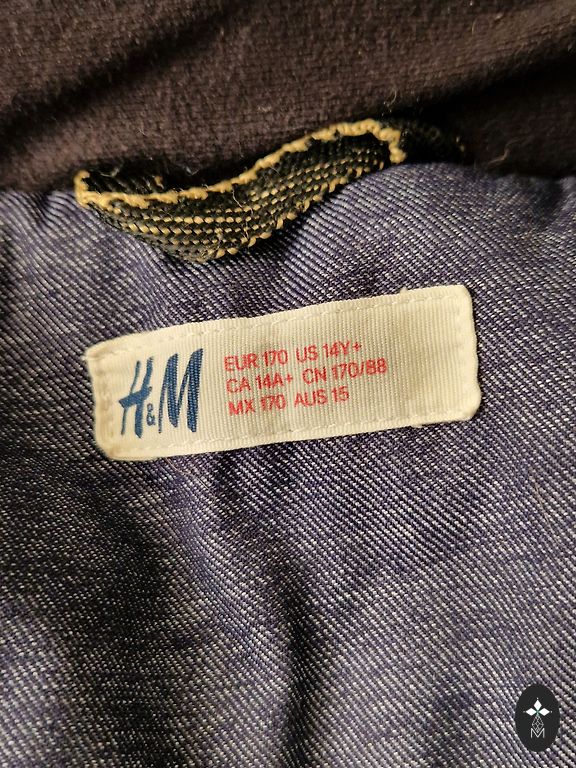 H&M
EUR 170 US 14Y+
CA 14A+ CN 170/88
MX 170 AUS 15
M